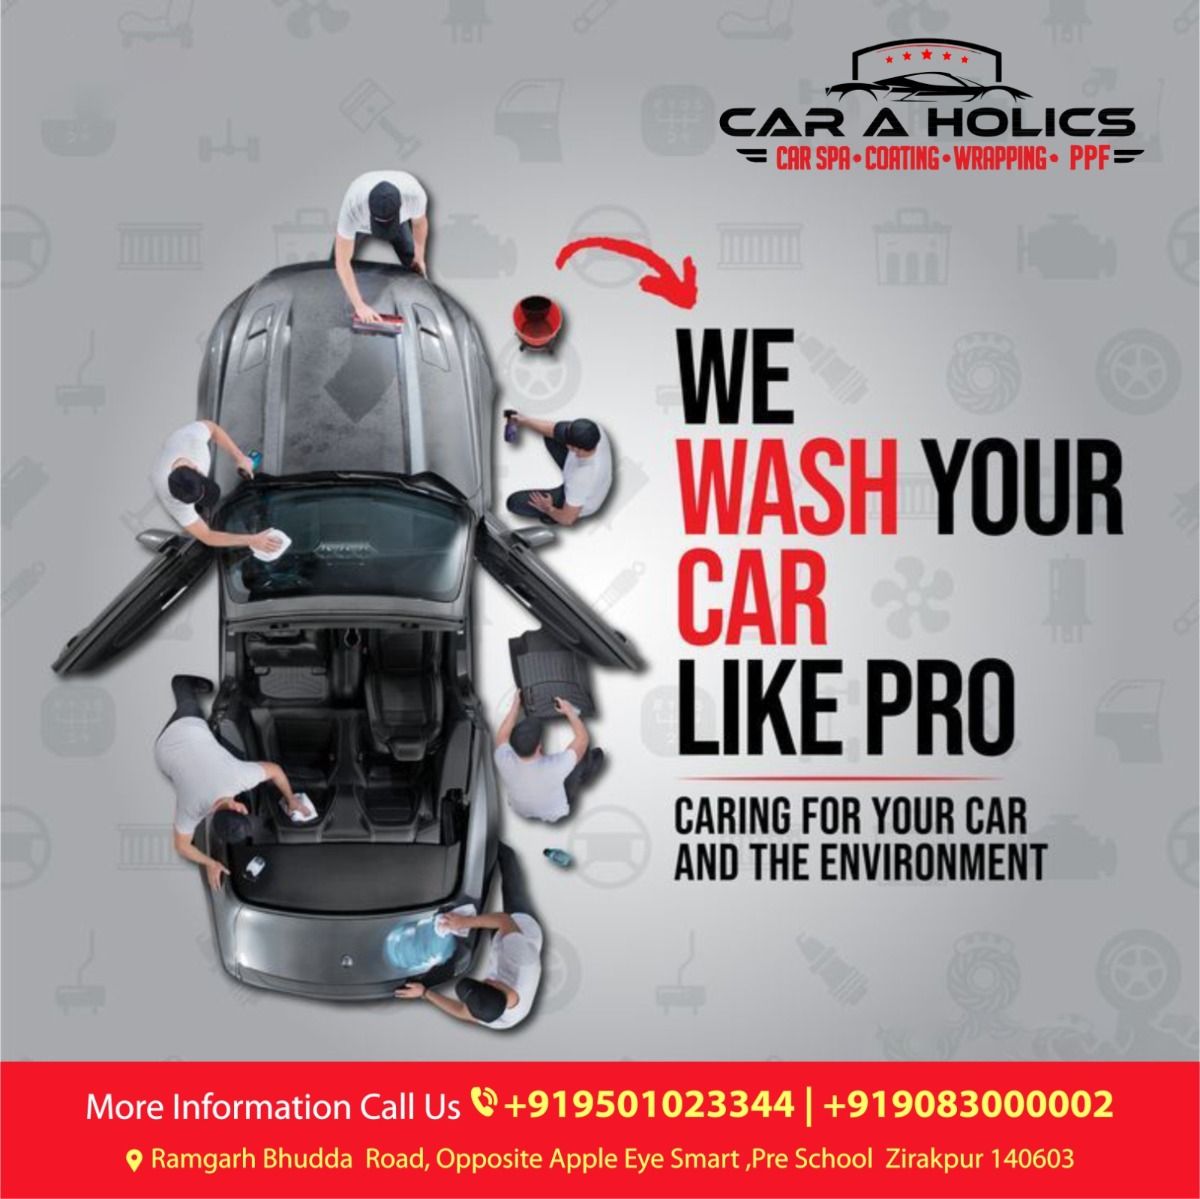 CAR A HOLICS
CAR SPA • COATING • WRAPPING • PPF
WE
WASH YOUR
CAR
LIKE PRO
CARING FOR YOUR CAR
AND THE ENVIRONMENT
More Information Call Us +919501023344 | +919083000002
Ramgarh Bhudda Road, Opposite Apple Eye Smart ,Pre School Zirakpur 140603